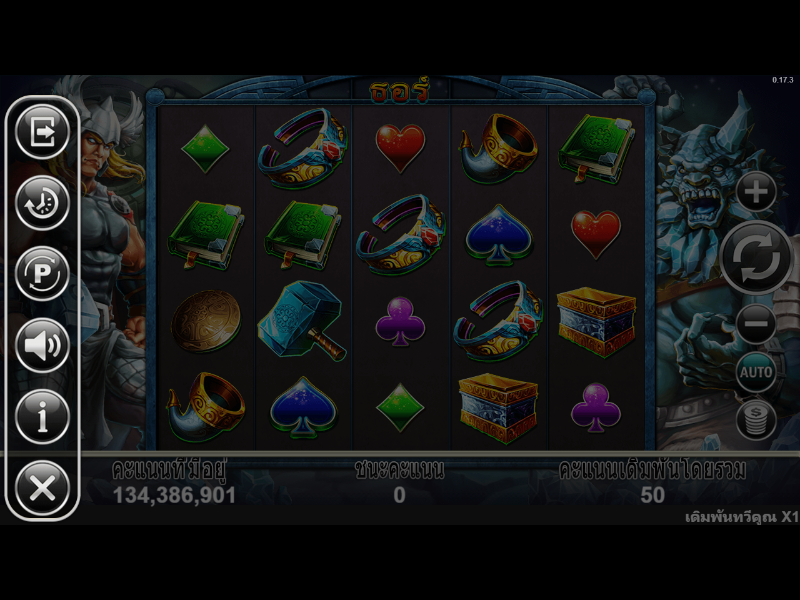 0.17.3
ธอร์
P
AUTO
คะแนนที่มีอยู่
ชนะคะแนน
คะแนนเดิมพันโดยรวม
134,386,901
0
50
เดิมพันทวีคูณ X1